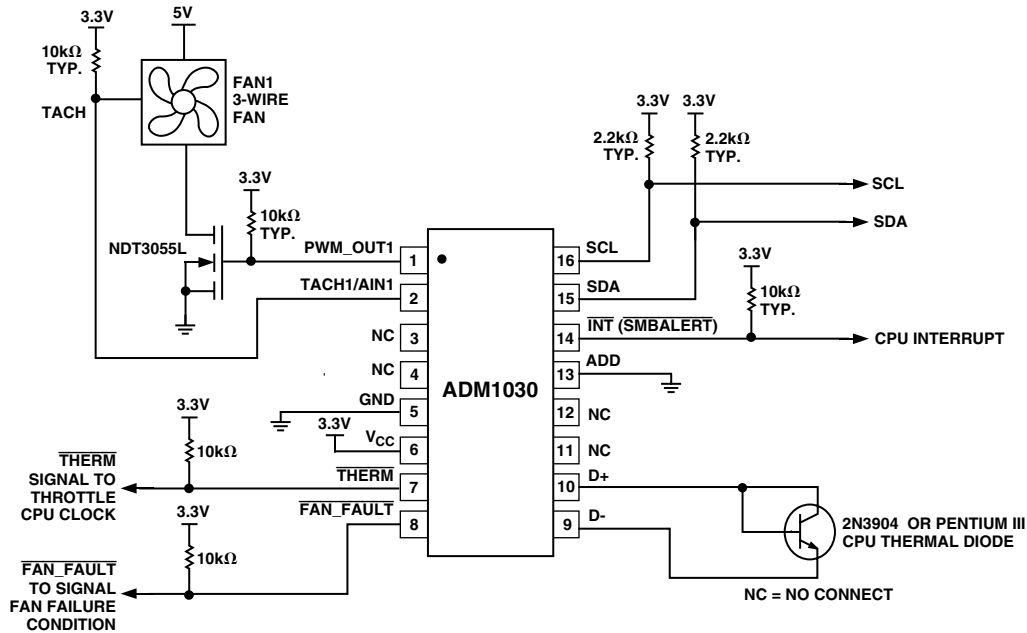 3.3V
5V
10kΩ
TYP.
TACH
FAN1
3-WIRE
FAN
3.3V
10kΩ
TYP.
NDT3055L
PWM_OUT1
TACH1/AIN1
NC
NC
GND
3.3V
VCC
THERM
FAN_FAULT
1
2
3
4
5
6
7
8
ADM1030
16
15
14
13
12
11
10
9
SCL
SDA
INT (SMBALERT)
ADD
NC
NC
D+
D-
3.3V
3.3V
2.2kΩ
TYP.
2.2kΩ
TYP.
SCL
SDA
3.3V
10kΩ
TYP.
CPU INTERRUPT
3.3V
10kΩ
THERM
SIGNAL TO
THROTTLE
CPU CLOCK
3.3V
10kΩ
FAN_FAULT
TO SIGNAL
FAN FAILURE
CONDITION
2N3904 OR PENTIUM III
CPU THERMAL DIODE
NC = NO CONNECT